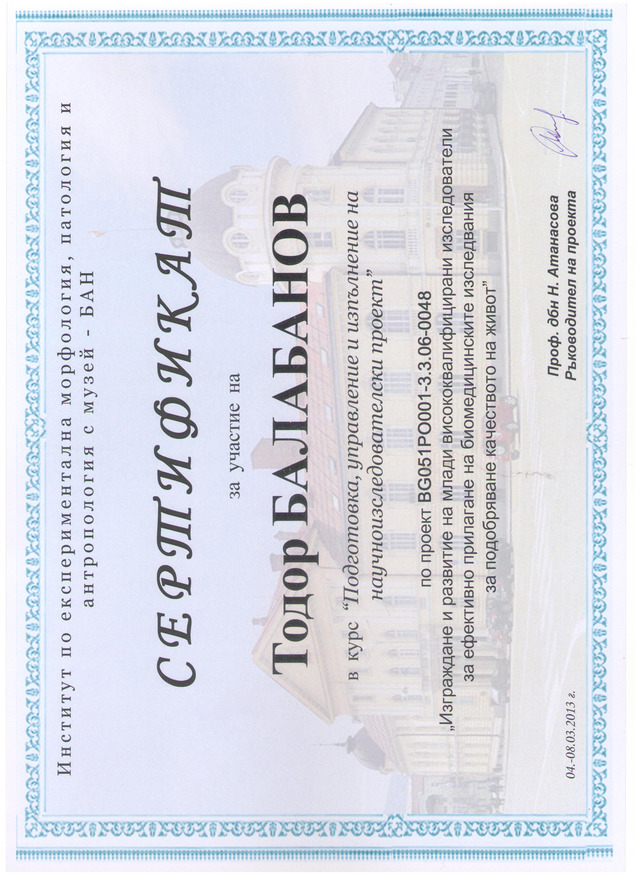 Институт по експериментална морфология, патология и
антропология с музей - БАН
СЕРТИФИКАТ
за участие на
Тодор БАЛАБАНОВ
в курс “Подготовка, управление и изпълнение на
научноизследователски проект”
по проект BG051PO001-3.3.06-0048
„Изграждане и развитие на млади висококвалифицирани изследователи
за ефективно прилагане на биомедицинските изследвания
за подобряване качеството на живот”
Проф. дбн Н. Атанасова
Ръководител на проекта
04.-08.03.2013 г.